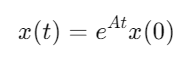 x(t) = e^{At}x(0)